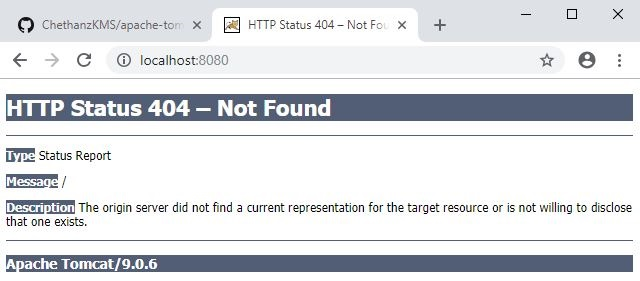 ChethanzKMS/apache-tom
HTTP Status 404 – Not Fou
localhost:8080
HTTP Status 404 – Not Found
Type Status Report
Message /
Description The origin server did not find a current representation for the target resource or is not willing to disclose
that one exists.
Apache Tomcat/9.0.6